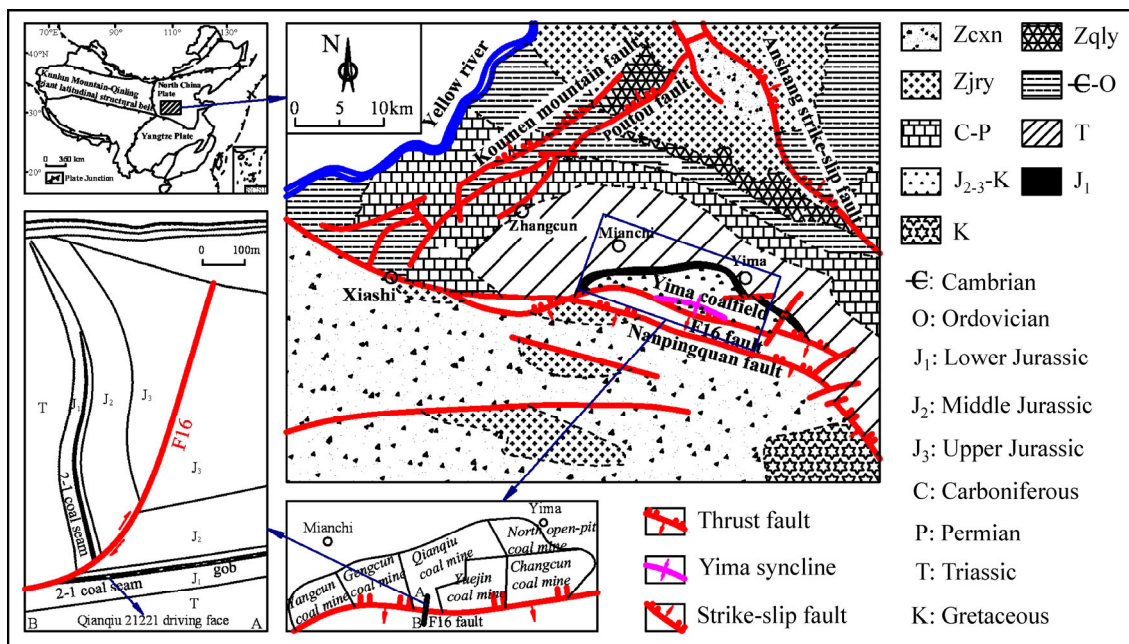 70°E
90°
110°
130°
40°N
30°
20°
Kunlun Mountain-Qinling
giant latitudinal structural belt
North China
Plate
Yangtze Plate
0 360 km
Plate Junction
N
0 5 10km
Yellow river
Koumen mountain fault
Potou fault
Anshang strike-slip fault
Zhangcun
Mianchi
Yima
Xiashi
Yima coalfield
F16 fault
Nanpingquan fault
Zcxn
Zqly
Zjry
Ꞓ-O
C-P
T
J2-3-K
J1
K
Ꞓ: Cambrian
O: Ordovician
J1: Lower Jurassic
J2: Middle Jurassic
J3: Upper Jurassic
C: Carboniferous
P: Permian
T: Triassic
K: Gretaceous
0 100m
T
J1
J2
J3
F16
J3
2-1 coal seam
J2
2-1 coal seam
J1
gob
T
B
Qianqiu 21221 driving face
A
Mianchi
Yima
North open-pit
coal mine
Qianqiu
coal mine
Gengcun
coal mine
Yangcun
coal mine
Yuejin
coal mine
Changcun
coal mine
A
B
F16 fault
Thrust fault
Yima syncline
Strike-slip fault